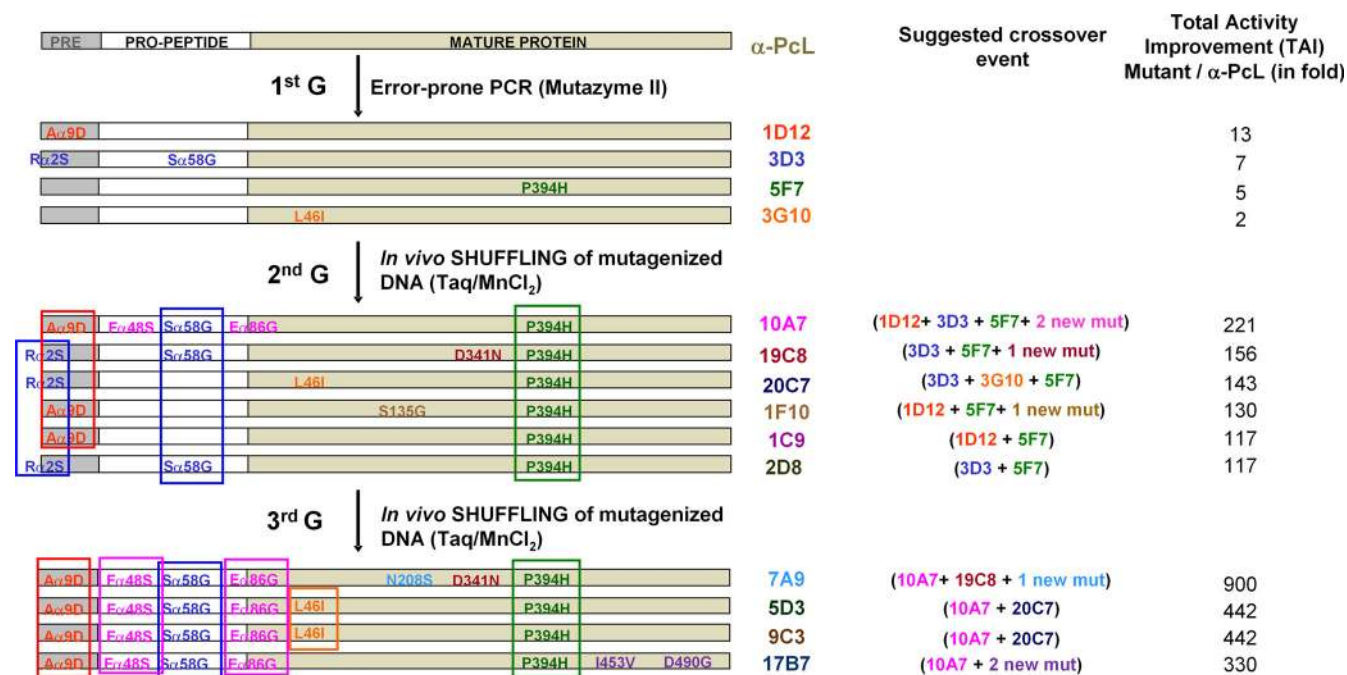 Suggested crossover event
Total Activity Improvement (TAI) Mutant / α-PcL (in fold)
PRE PRO-PEPTIDE MATURE PROTEIN α-PcL
1st G Error-prone PCR (Mutazyme II)
Aα9D 1D12 13
Rα2S Sα58G 3D3 7
P394H 5F7 5
L46I 3G10 2
2nd G In vivo SHUFFLING of mutagenized
DNA (Taq/MnCl2)
Aα9D Fα48S Sα58G Eα86G P394H 10A7 (1D12+ 3D3 + 5F7+ 2 new mut) 221
Rα2S Sα58G D341N P394H 19C8 (3D3 + 5F7+ 1 new mut) 156
Rα2S L46I P394H 20C7 (3D3 + 3G10 + 5F7) 143
Aα9D S135G P394H 1F10 (1D12 + 5F7+ 1 new mut) 130
Aα9D P394H 1C9 (1D12 + 5F7) 117
Rα2S Sα58G P394H 2D8 (3D3 + 5F7) 117
3rd G In vivo SHUFFLING of mutagenized
DNA (Taq/MnCl2)
Aα9D Fα48S Sα58G Eα86G N208S D341N P394H 7A9 (10A7+ 19C8 + 1 new mut) 900
Aα9D Fα48S Sα58G Eα86G L46I P394H 5D3 (10A7 + 20C7) 442
Aα9D Fα48S Sα58G Eα86G L46I P394H 9C3 (10A7 + 20C7) 442
Aα9D Fα48S Sα58G Eα86G P394H I453V D490G 17B7 (10A7 + 2 new mut) 330